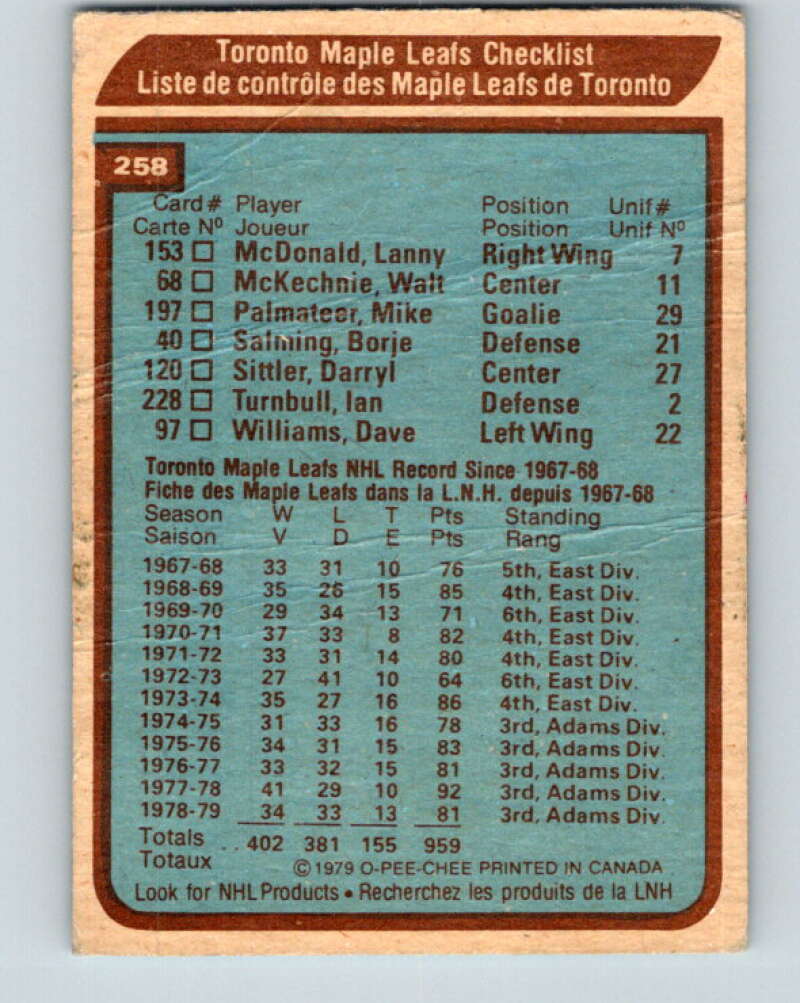 Toronto Maple Leafs Checklist
Liste de contrôle des Maple Leafs de Toronto
258
Card # Player Position Unif #
Carte Nº Joueur Position Unif Nº
153 □ McDonald, Lanny Right Wing 7
68 □ McKechnie, Walt Center 11
197 □ Palmateer, Mike Goalie 29
40 □ Salming, Borje Defense 21
120 □ Sittler, Darryl Center 27
228 □ Turnbull, Ian Defense 2
97 □ Williams, Dave Left Wing 22
Toronto Maple Leafs NHL Record Since 1967-68
Fiche des Maple Leafs dans la L.N.H. depuis 1967-68
Season W L T Pts Standing
Saison V D E Pts Rang
1967-68 33 31 10 76 5th, East Div.
1968-69 35 26 15 85 4th, East Div.
1969-70 29 34 13 71 6th, East Div.
1970-71 37 33 8 82 4th, East Div.
1971-72 33 31 14 80 4th, East Div.
1972-73 27 41 10 64 6th, East Div.
1973-74 35 27 16 86 4th, East Div.
1974-75 31 33 16 78 3rd, Adams Div.
1975-76 34 31 15 83 3rd, Adams Div.
1976-77 33 32 15 81 3rd, Adams Div.
1977-78 41 29 10 92 3rd, Adams Div.
1978-79 34 33 13 81 3rd, Adams Div.
Totals .. 402 381 155 959
Totaux
© 1979 O-PEE-CHEE PRINTED IN CANADA
Look for NHL Products • Recherchez les produits de la LNH